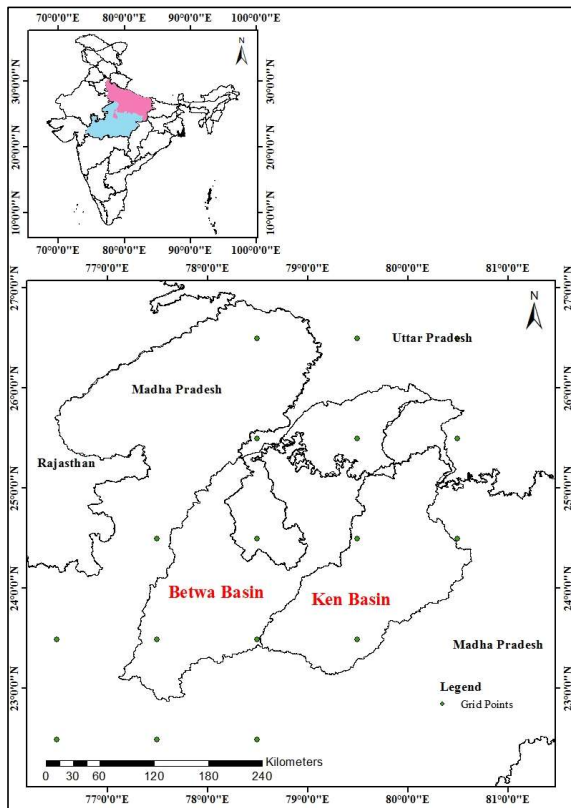 70°0'0"E 80°0'0"E 90°0'0"E 100°0'0"E
N
30°0'0"N
20°0'0"N
10°0'0"N
30°0'0"N
20°0'0"N
10°0'0"N
70°0'0"E 80°0'0"E 90°0'0"E 100°0'0"E
77°0'0"E 78°0'0"E 79°0'0"E 80°0'0"E 81°0'0"E
27°0'0"N
26°0'0"N
25°0'0"N
24°0'0"N
23°0'0"N
27°0'0"N
26°0'0"N
25°0'0"N
24°0'0"N
23°0'0"N
N
Uttar Pradesh
Madha Pradesh
Rajasthan
Betwa Basin
Ken Basin
Madha Pradesh
Legend
Grid Points
Kilometers
0 15 30 60 120 180 240
77°0'0"E 78°0'0"E 79°0'0"E 80°0'0"E 81°0'0"E